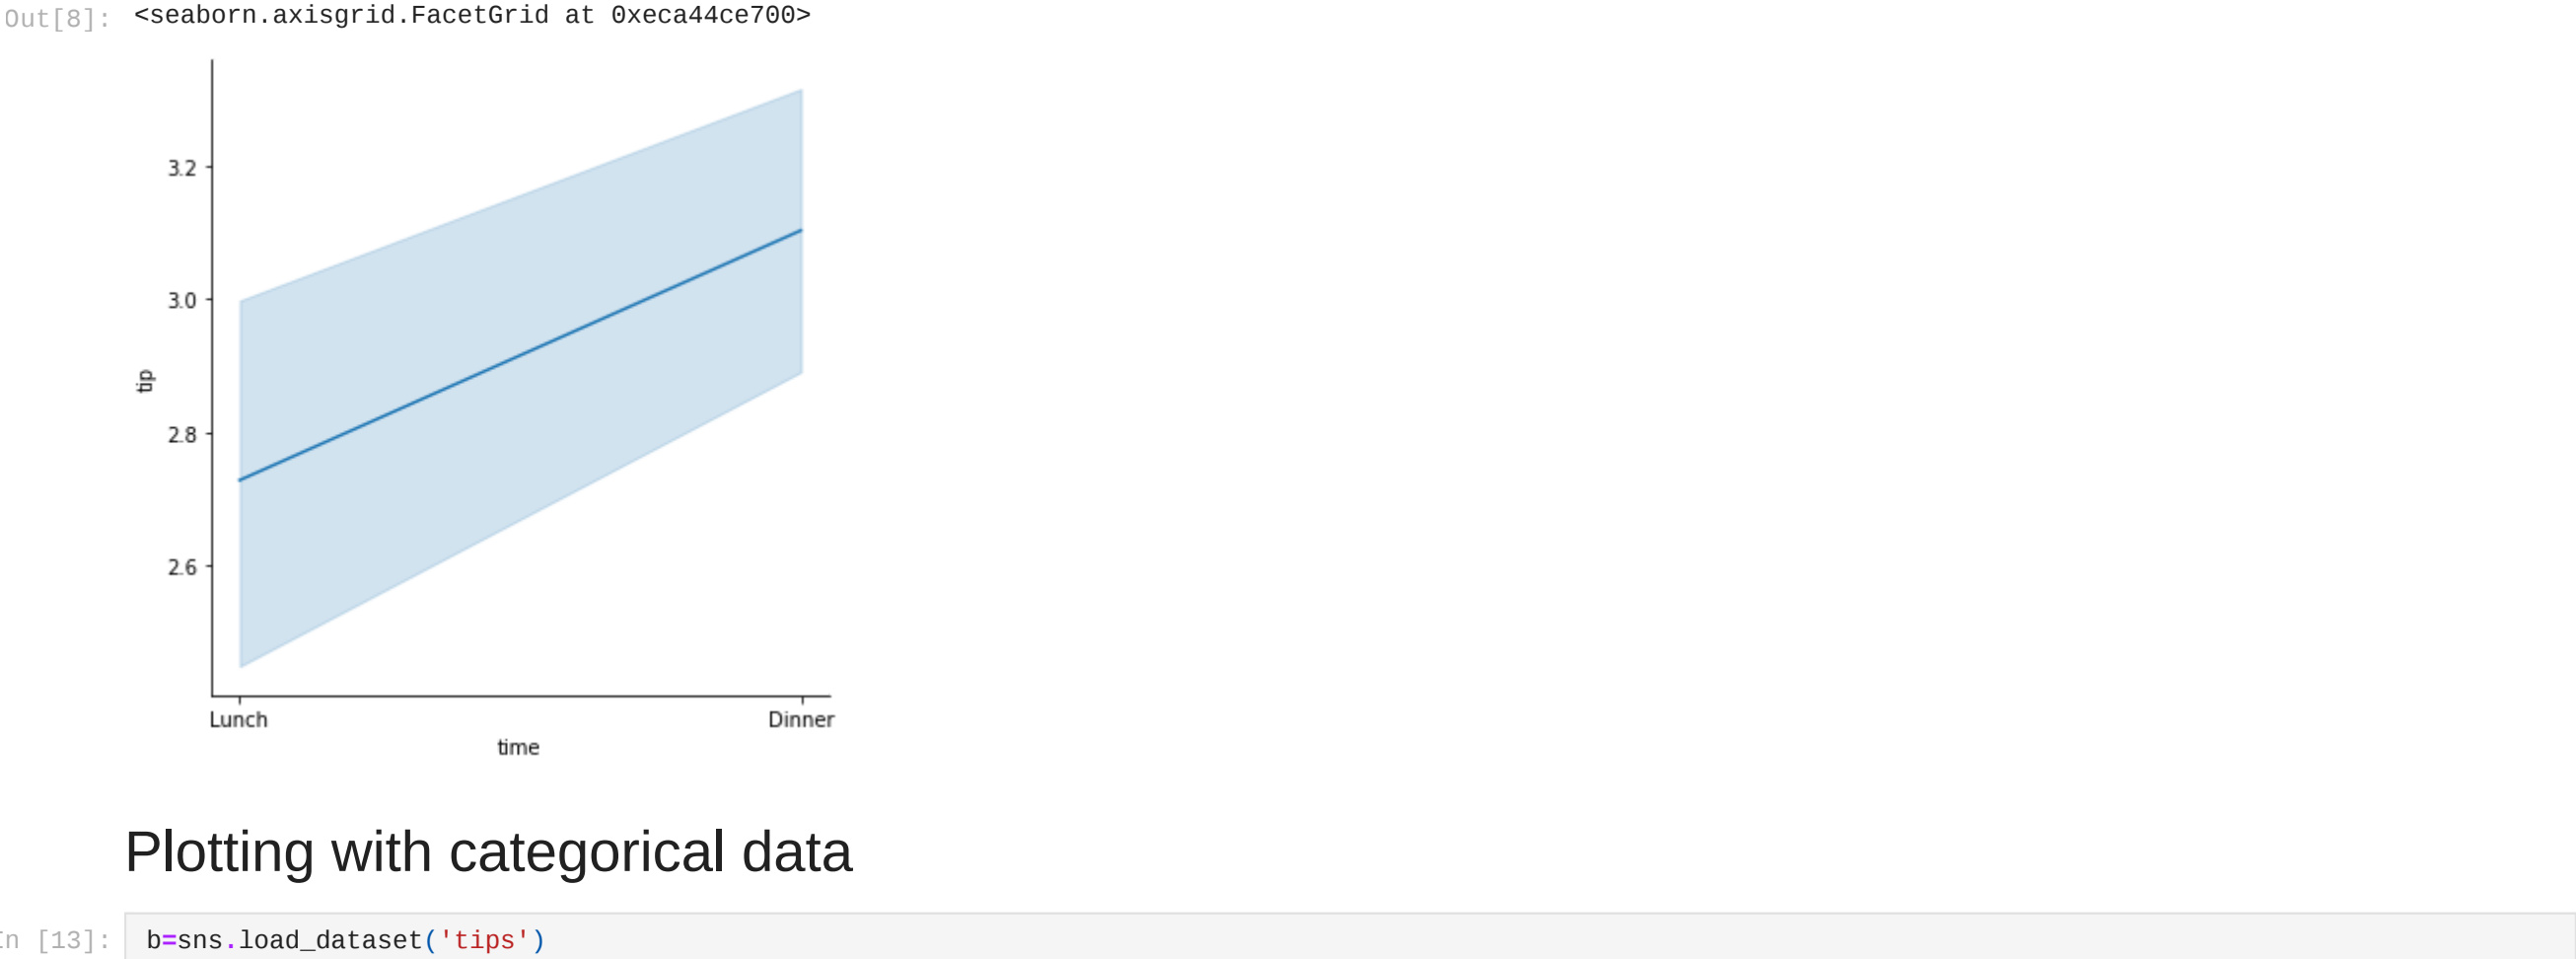 Out[8]: <seaborn.axisgrid.FacetGrid at 0xeca44ce700>
3.2
3.0
tip
2.8
2.6
Lunch Dinner
time
Plotting with categorical data
In [13]: b=sns.load_dataset('tips')